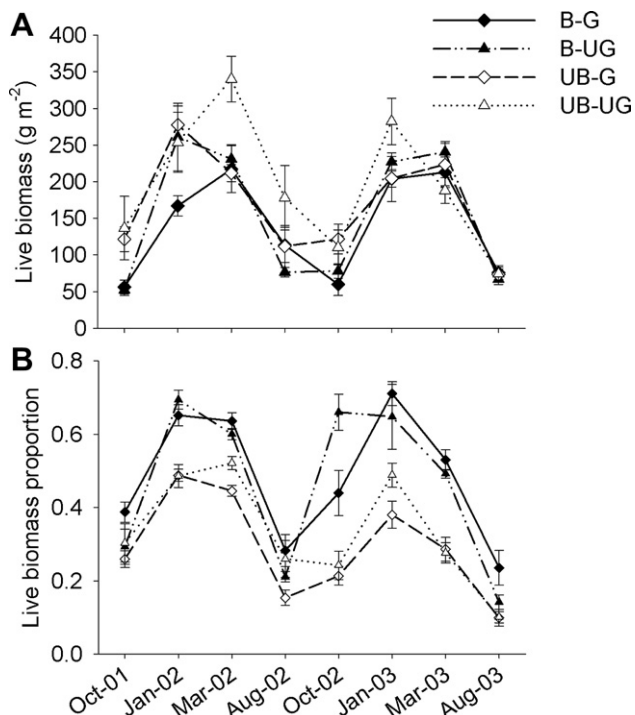 A
B-G
B-UG
UB-G
UB-UG
Live biomass (g m-2)
400
350
300
250
200
150
100
50
0
B
Live biomass proportion
0.8
0.6
0.4
0.2
0.0
Oct-01
Jan-02
Mar-02
Aug-02
Oct-02
Jan-03
Mar-03
Aug-03